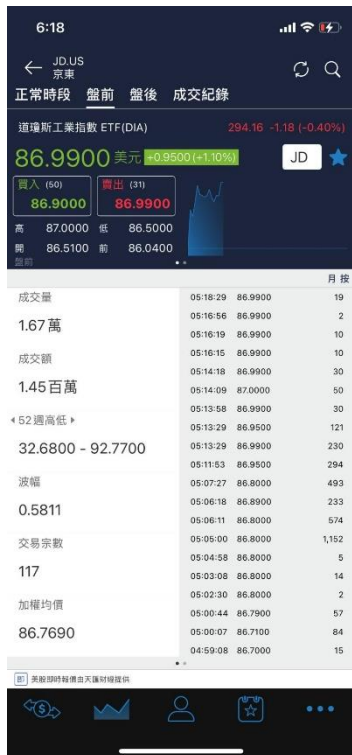 6:18
JD.US
京東
正常時段 盤前 盤後 成交紀錄
道瓊斯工業指數 ETF(DIA) 294.16 -1.18 (-0.40%)
86.9900 美元 +0.9500(+1.10%) JD
買入 (50) 賣出 (31)
86.9000 86.9900
高 87.0000 低 86.5000
開 86.5100 前 86.0400
盤前
月 按
成交量
1.67萬
成交額
1.45百萬
52週高低
32.6800 - 92.7700
波幅
0.5811
交易宗數
117
加權均價
86.7690
05:18:29 86.9900 19
05:16:56 86.9900 2
05:16:19 86.9900 10
05:16:15 86.9900 10
05:14:18 86.9900 30
05:14:09 87.0000 50
05:13:58 86.9900 30
05:13:29 86.9500 121
05:13:29 86.9900 230
05:11:53 86.9500 294
05:07:27 86.8000 493
05:06:18 86.8900 233
05:06:11 86.8000 574
05:05:00 86.8000 1,152
05:04:58 86.8000 5
05:03:08 86.8000 14
05:02:30 86.8000 2
05:00:44 86.7900 57
05:00:07 86.7100 84
04:59:08 86.7000 15
即 美股即時報價由天匯財經提供